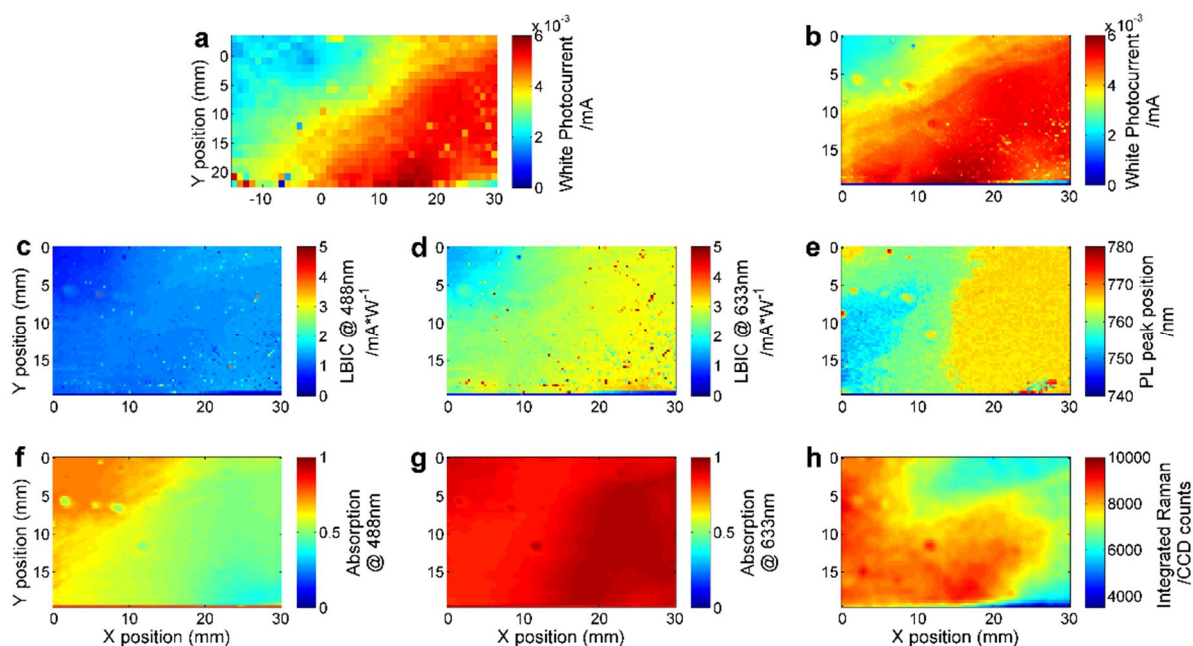 a
x 10⁻³
6
4
2
0
White Photocurrent
/mA
Y position (mm)
0
5
10
15
20
-10 0 10 20 30
b
x 10⁻³
6
4
2
0
White Photocurrent
/mA
0
5
10
15
0 10 20 30
c
Y position (mm)
0
5
10
15
0 10 20 30
5
4
3
2
1
0
LBIC @ 488nm
/mA*W⁻¹
d
0
5
10
15
0 10 20 30
5
4
3
2
1
0
LBIC @ 633nm
/mA*W⁻¹
e
0
5
10
15
0 10 20 30
780
770
760
750
740
PL peak position
/nm
f
Y position (mm)
0
5
10
15
0 10 20 30
X position (mm)
1
0.5
0
Absorption
@ 488nm
g
0
5
10
15
0 10 20 30
X position (mm)
1
0.5
0
Absorption
@ 633nm
h
0
5
10
15
0 10 20 30
X position (mm)
10000
8000
6000
4000
Integrated Raman
/CCD counts